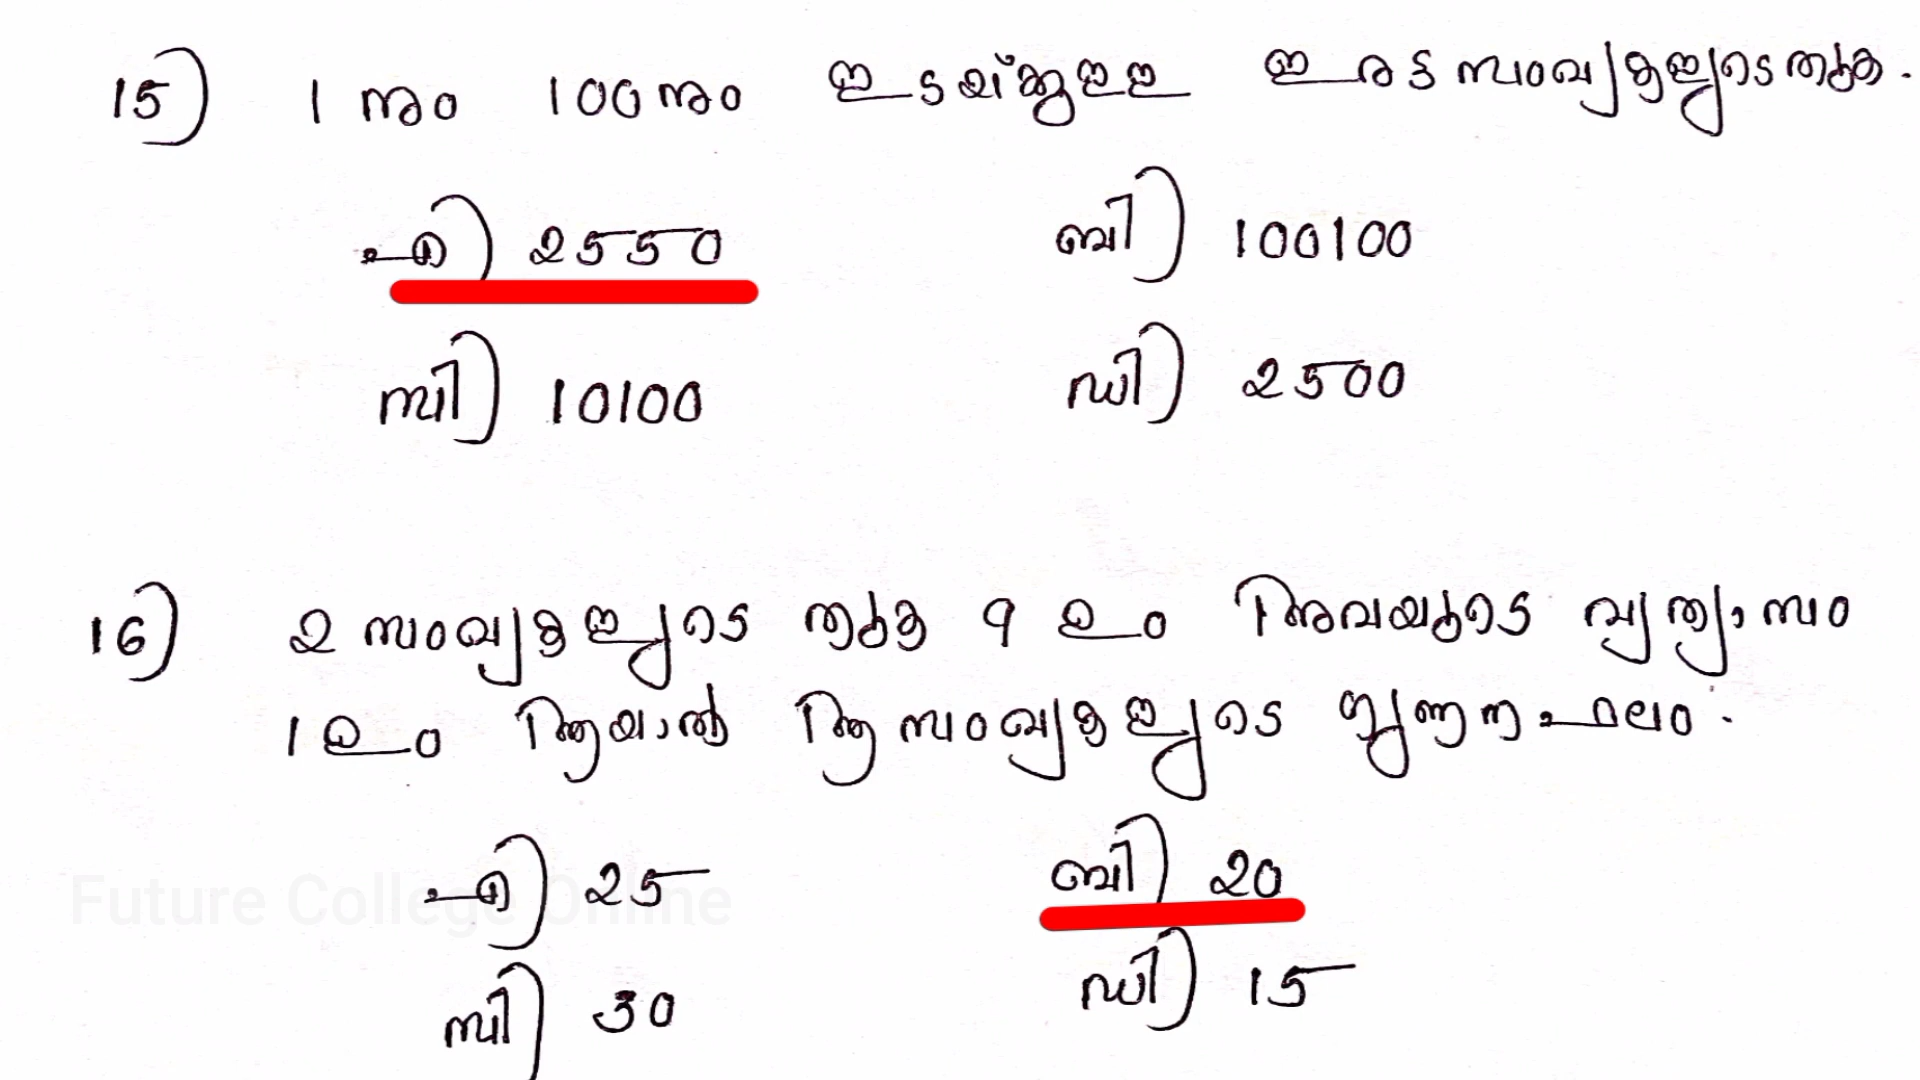 15) 1 നും 100 നും ഇടയ്ക്കുള്ള ഇരട്ട സംഖ്യകളുടെ തുക.
എ) 2550 ബി) 100100
സി) 10100 ഡി) 2500
16) 2 സംഖ്യകളുടെ തുക 9 ഉം അവയുടെ വ്യത്യാസം
1 ഉം ആയാൽ ആ സംഖ്യകളുടെ ഗുണനഫലം.
Future College Online
എ) 25 ബി) 20
സി) 30 ഡി) 15